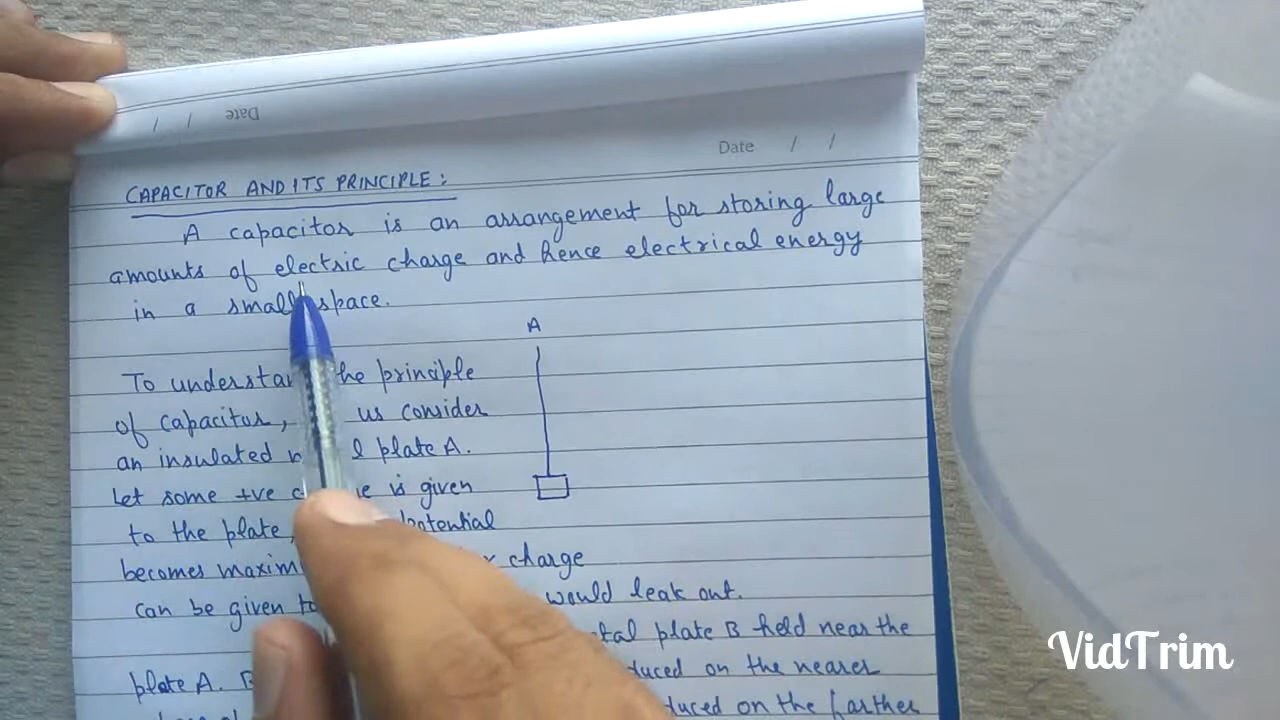 Date / /
Date / /
CAPACITOR AND ITS PRINCIPLE:
A capacitor is an arrangement for storing large
amounts of electric charge and hence electrical energy
in a small space.
A
To the principle
of capacitor, us consider
an insulated plate A.
Let some +ve is given
to the plate, potential
becomes charge
can be given would leak out.
plate B held near the
plate A. on the nearer
on the farther
VidTrim